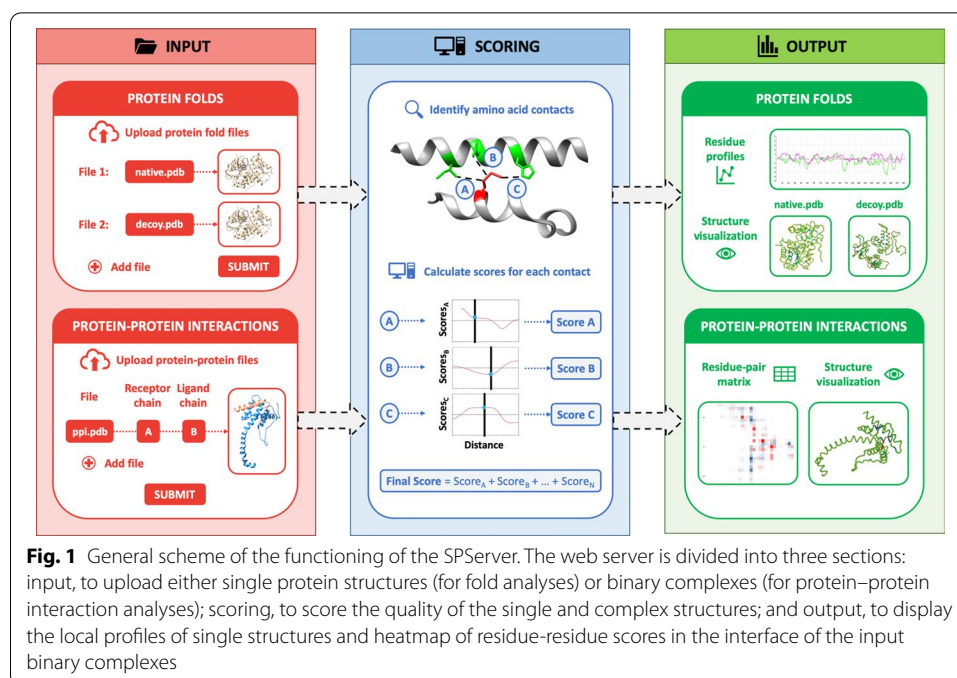 INPUT
PROTEIN FOLDS
Upload protein fold files
File 1:
native.pdb
File 2:
decoy.pdb
Add file
SUBMIT
PROTEIN-PROTEIN INTERACTIONS
Upload protein-protein files
File
Receptor
chain
Ligand
chain
ppi.pdb
A
B
Add file
SUBMIT
SCORING
Identify amino acid contacts
B
A
C
Calculate scores for each contact
A
Scores_A
Score A
B
Scores_B
Score B
C
Scores_C
Score C
Distance
Final Score = Score_A + Score_B + ... + Score_N
OUTPUT
PROTEIN FOLDS
Residue
profiles
native.pdb
decoy.pdb
Structure
visualization
PROTEIN-PROTEIN INTERACTIONS
Residue-pair
matrix
Structure
visualization
Fig. 1 General scheme of the functioning of the SPServer. The web server is divided into three sections:
input, to upload either single protein structures (for fold analyses) or binary complexes (for protein–protein
interaction analyses); scoring, to score the quality of the single and complex structures; and output, to display
the local profiles of single structures and heatmap of residue-residue scores in the interface of the input
binary complexes